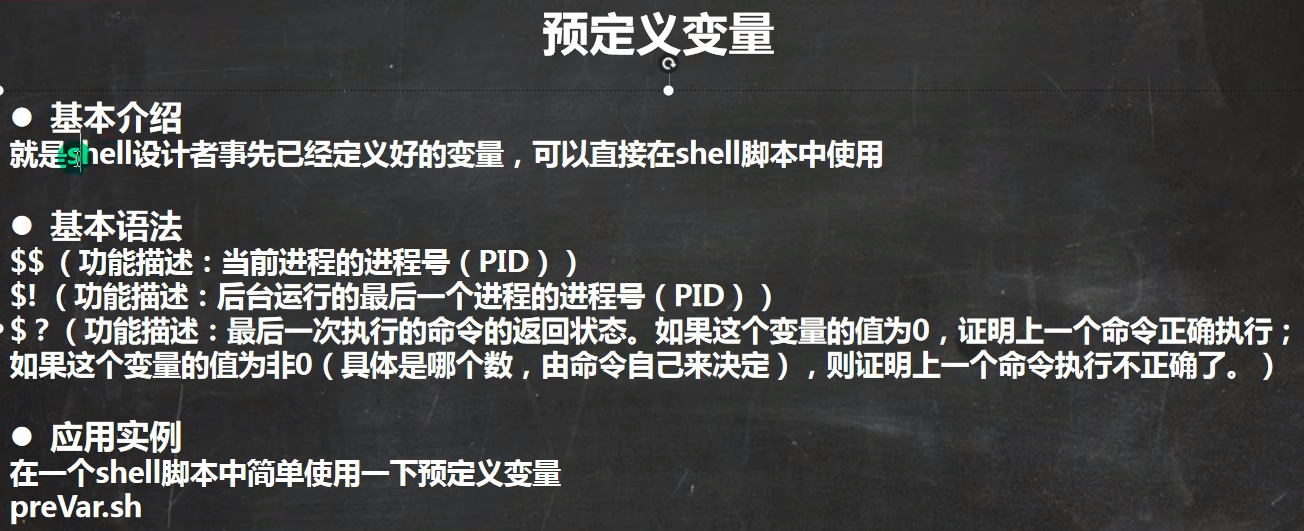 预定义变量
● 基本介绍
就是shell设计者事先已经定义好的变量，可以直接在shell脚本中使用
● 基本语法
$$（功能描述：当前进程的进程号（PID））
$!（功能描述：后台运行的最后一个进程的进程号（PID））
$？（功能描述：最后一次执行的命令的返回状态。如果这个变量的值为0，证明上一个命令正确执行；
如果这个变量的值为非0（具体是哪个数，由命令自己来决定），则证明上一个命令执行不正确了。）
● 应用实例
在一个shell脚本中简单使用一下预定义变量
preVar.sh